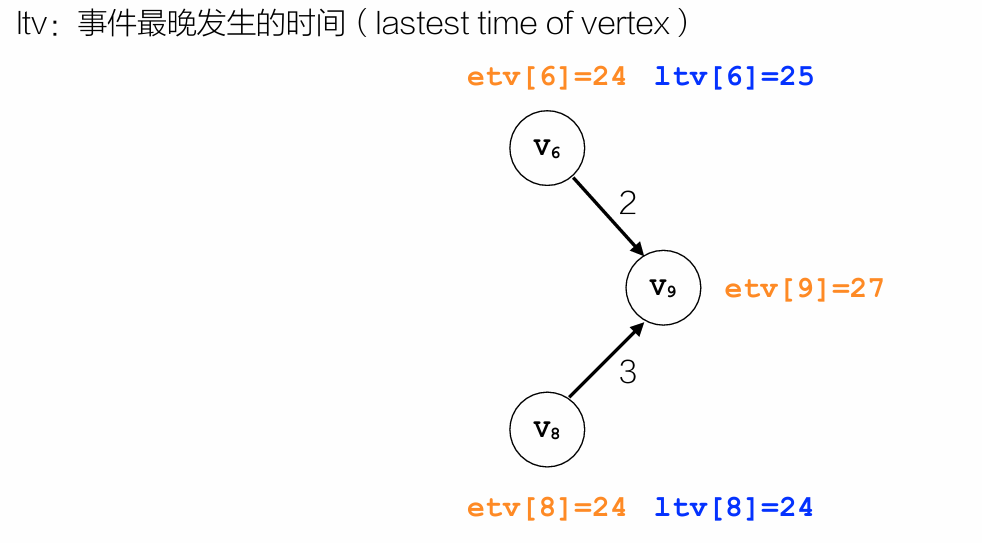 ltv：事件最晚发生的时间（lastest time of vertex）
etv[6]=24 ltv[6]=25
V₆
2
V₉ etv[9]=27
3
V₈
etv[8]=24 ltv[8]=24